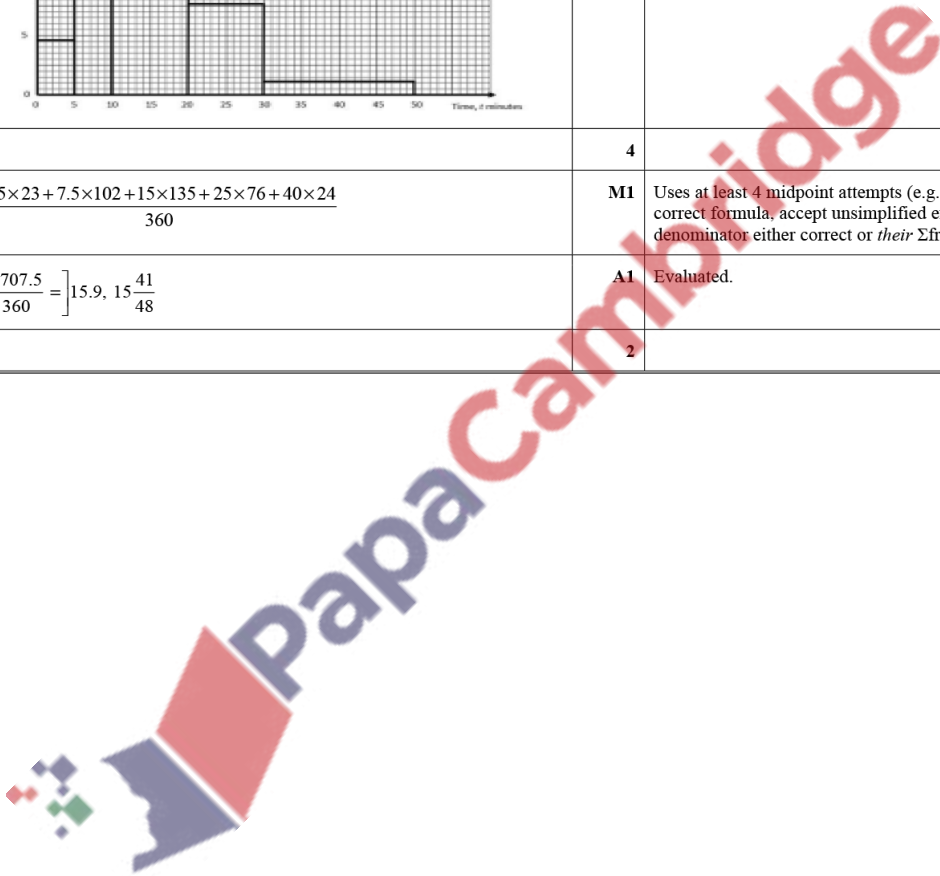 5
0
0 5 10 15 20 25 30 35 40 45 50 Time, t minutes
4
5×23+7.5×102+15×135+25×76+40×24
360
M1 Uses at least 4 midpoint attempts (e.g.
correct formula, accept unsimplified
denominator either correct or their Σfr
707.5
360
= ] 15.9, 15 41
48
A1 Evaluated.
2
PapaCambridge